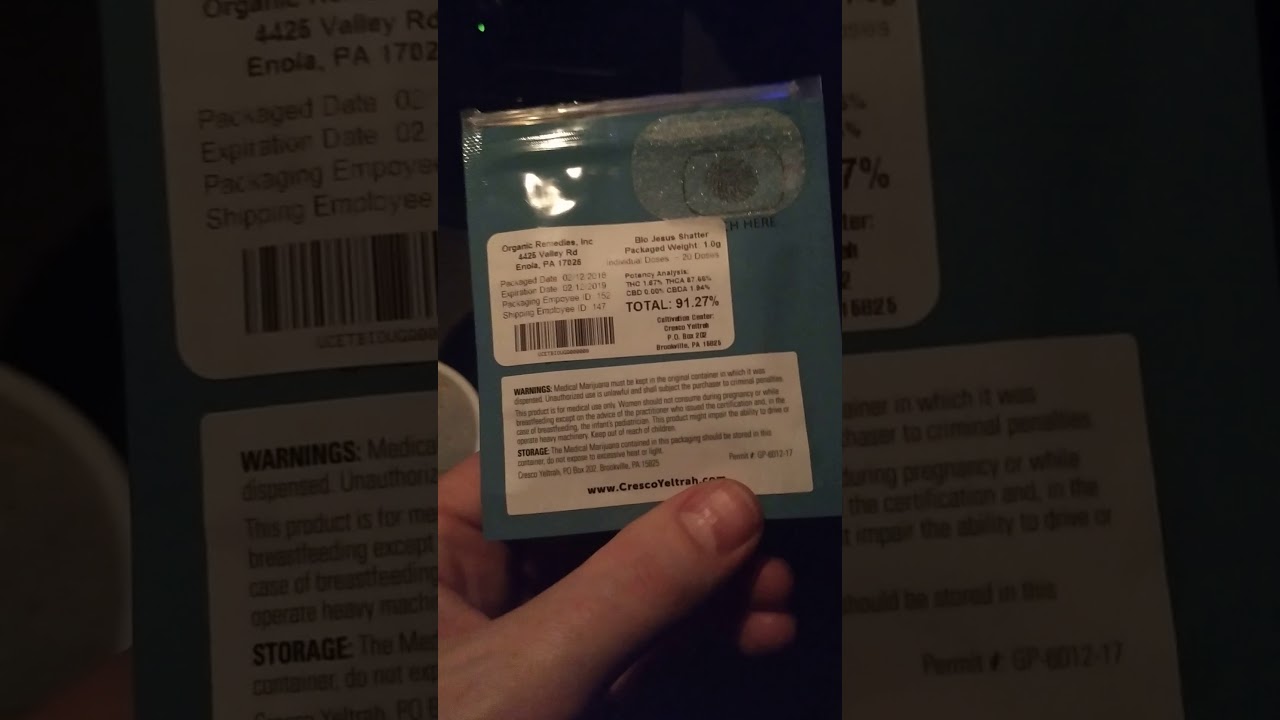 CH HERE
Organic Remedies, Inc
4425 Valley Rd
Enola, PA 17025
Packaged Date 02/12/2018
Expiration Date 02/12/2019
Packaging Empoyee ID: 152
Shipping Employee ID: 147
Bio Jesus Shatter
Packaged Weight: 1.0g
Individual Doses ~ 20 Doses
Potency Analysis:
THC 1.67% THCA 87.66%
CBD 0.00% CBDA 1.94%
TOTAL: 91.27%
Cultivation Center:
Cresco Yeltrah
P.O. Box 202
Brookville, PA 15825
WARNINGS: Medical Marijuana must be kept in the original container in which it was
dispensed. Unauthorized use is unlawful and shall subject the purchaser to criminal penalties.
This product is for medical use only. Women should not consume during pregnancy or while
breastfeeding except on the advice of the practitioner who issued the certification and, in the
case of breastfeeding, the infant's pediatrician. This product might impair the ability to drive or
operate heavy machinery. Keep out of reach of children.
STORAGE: The Medical Marijuana contained in this packaging should be stored in this
container, do not expose to excessive heat or light.
Cresco Yeltrah, PO Box 202, Brookville, PA 15825 Permit #: GP-6012-17
www.CrescoYeltrah.com